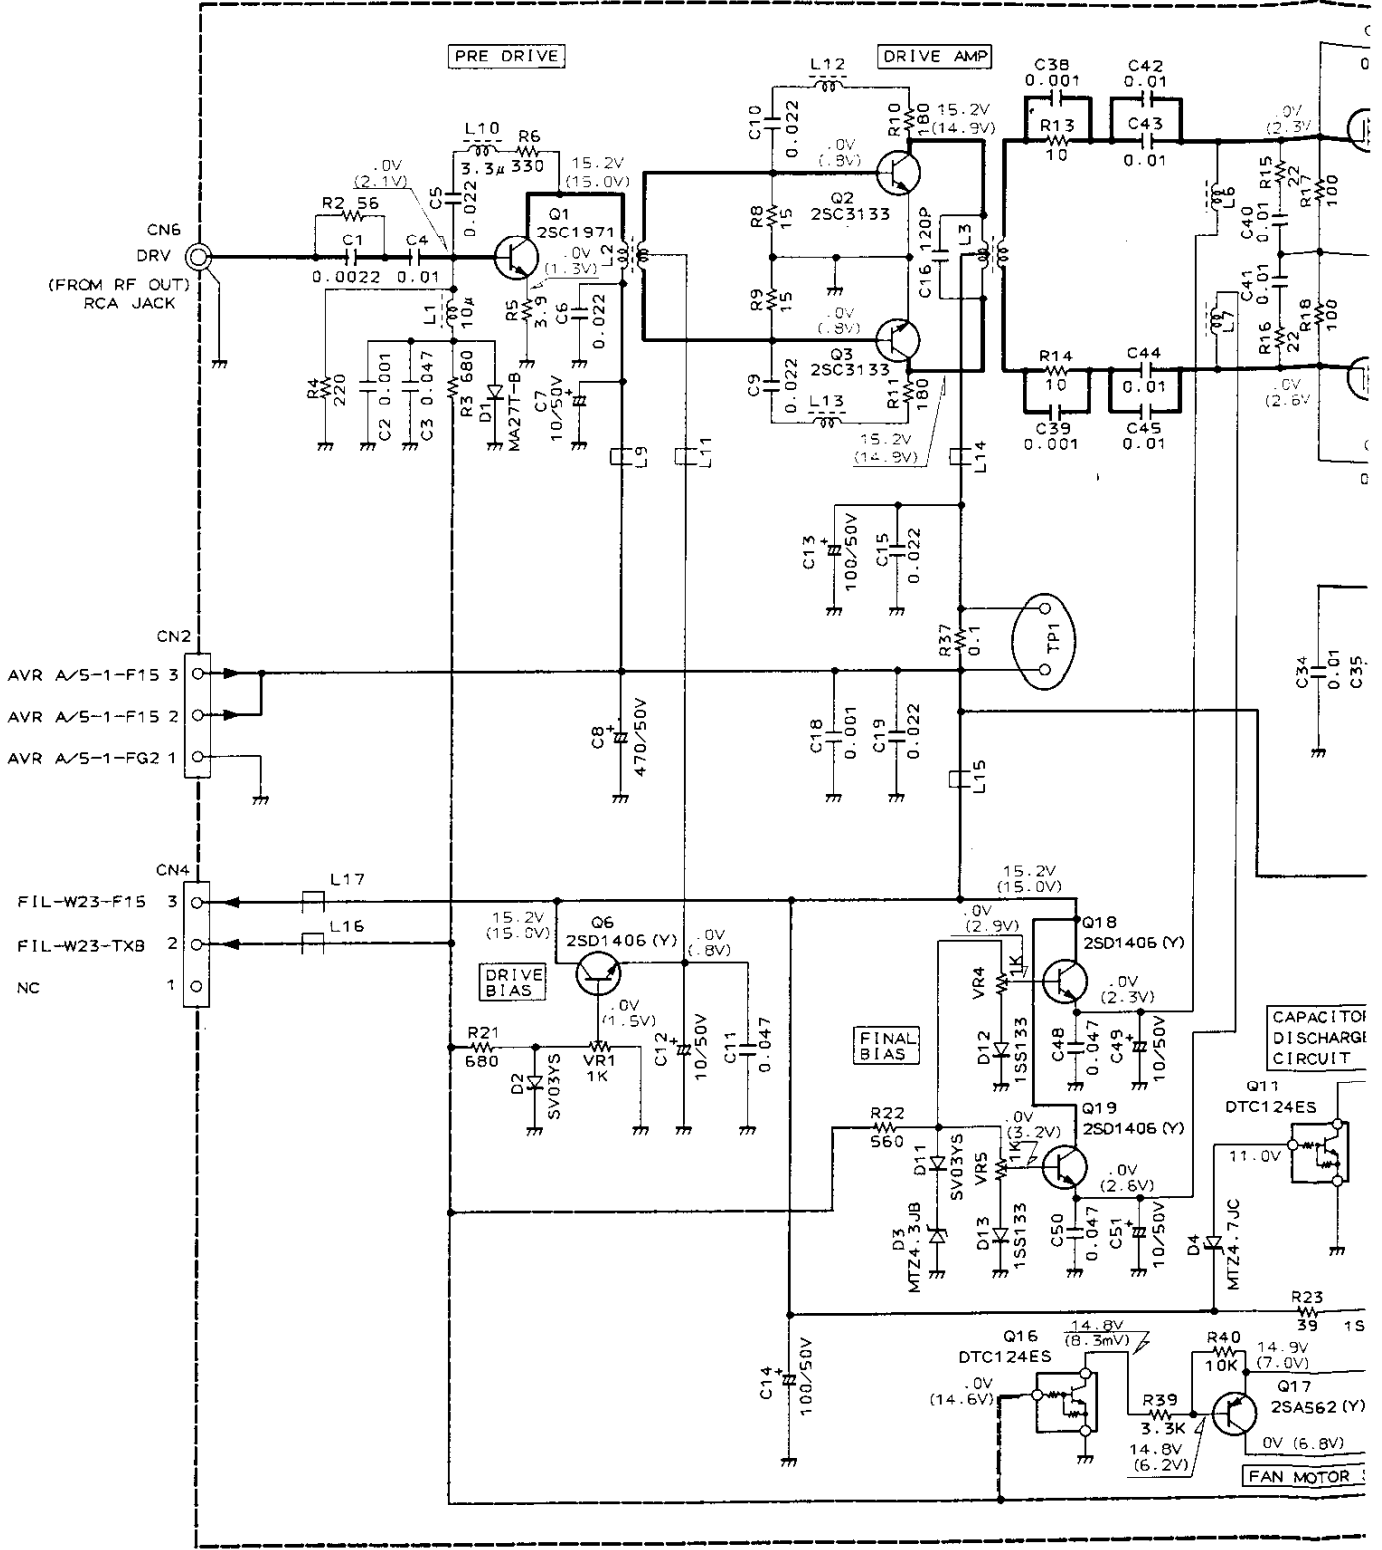 PRE DRIVE
DRIVE AMP
L12
C38
0.001
C42
0.01
C10
0.022
R10
180
15.2V
(14.9V)
.0V
(2.3V
L10
3.3μ
R6
330
R13
10
C43
0.01
.0V
(2.1V)
15.2V
(15.0V)
.0V
(.8V)
R15
22
R17
100
C5
0.022
R2 56
Q1
2SC1971
Q2
2SC3133
R8
15
L6
C40
0.01
CN6
DRV
(FROM RF OUT)
RCA JACK
C1
0.0022
C4
0.01
.0V
(1.3V)
L2
C16 120P
L3
L1
10μ
R5
3.9
C6
0.022
R9
15
.0V
(.8V)
C41
0.01
L7
R16
22
R18
100
Q3
2SC3133
R14
10
C44
0.01
R4
220
C2 0.001
C3 0.047
R3 680
D1
MA27T-B
C7
10/50V
C9
0.022
L13
R11
180
.0V
(2.6V
C39
0.001
C45
0.01
15.2V
(14.9V)
L9
L11
L14
C13
100/50V
C15
0.022
R37
0.1
TP1
CN2
AVR A/5-1-F15 3
AVR A/5-1-F15 2
AVR A/5-1-FG2 1
C34
0.01
C35
C8
470/50V
C18
0.001
C19
0.022
L15
CN4
FIL-W23-F15 3
L17
FIL-W23-TXB 2
L16
NC 1
15.2V
(15.0V)
15.2V
(15.0V)
Q6
2SD1406(Y)
.0V
(.8V)
.0V
(2.9V)
Q18
2SD1406(Y)
DRIVE
BIAS
VR4
1K
.0V
(2.3V)
.0V
(1.5V)
R21
680
D2
SV03YS
VR1
1K
C12
10/50V
C11
0.047
FINAL
BIAS
D12
1SS133
C48
0.047
C49
10/50V
CAPACITOR
DISCHARGE
CIRCUIT
Q11
DTC124ES
R22
560
.0V
(3.2V)
Q19
2SD1406(Y)
D11
SV03YS
VR5
1K
.0V
(2.6V)
11.0V
D3
MTZ4.3JB
D13
1SS133
C50
0.047
C51
10/50V
D4
MTZ4.7JC
R23
39
1S
Q16
DTC124ES
14.8V
(8.3mV)
R40
10K
14.9V
(7.0V)
C14
100/50V
.0V
(14.6V)
R39
3.3K
Q17
2SA562(Y)
14.8V
(6.2V)
0V (6.8V)
FAN MOTOR